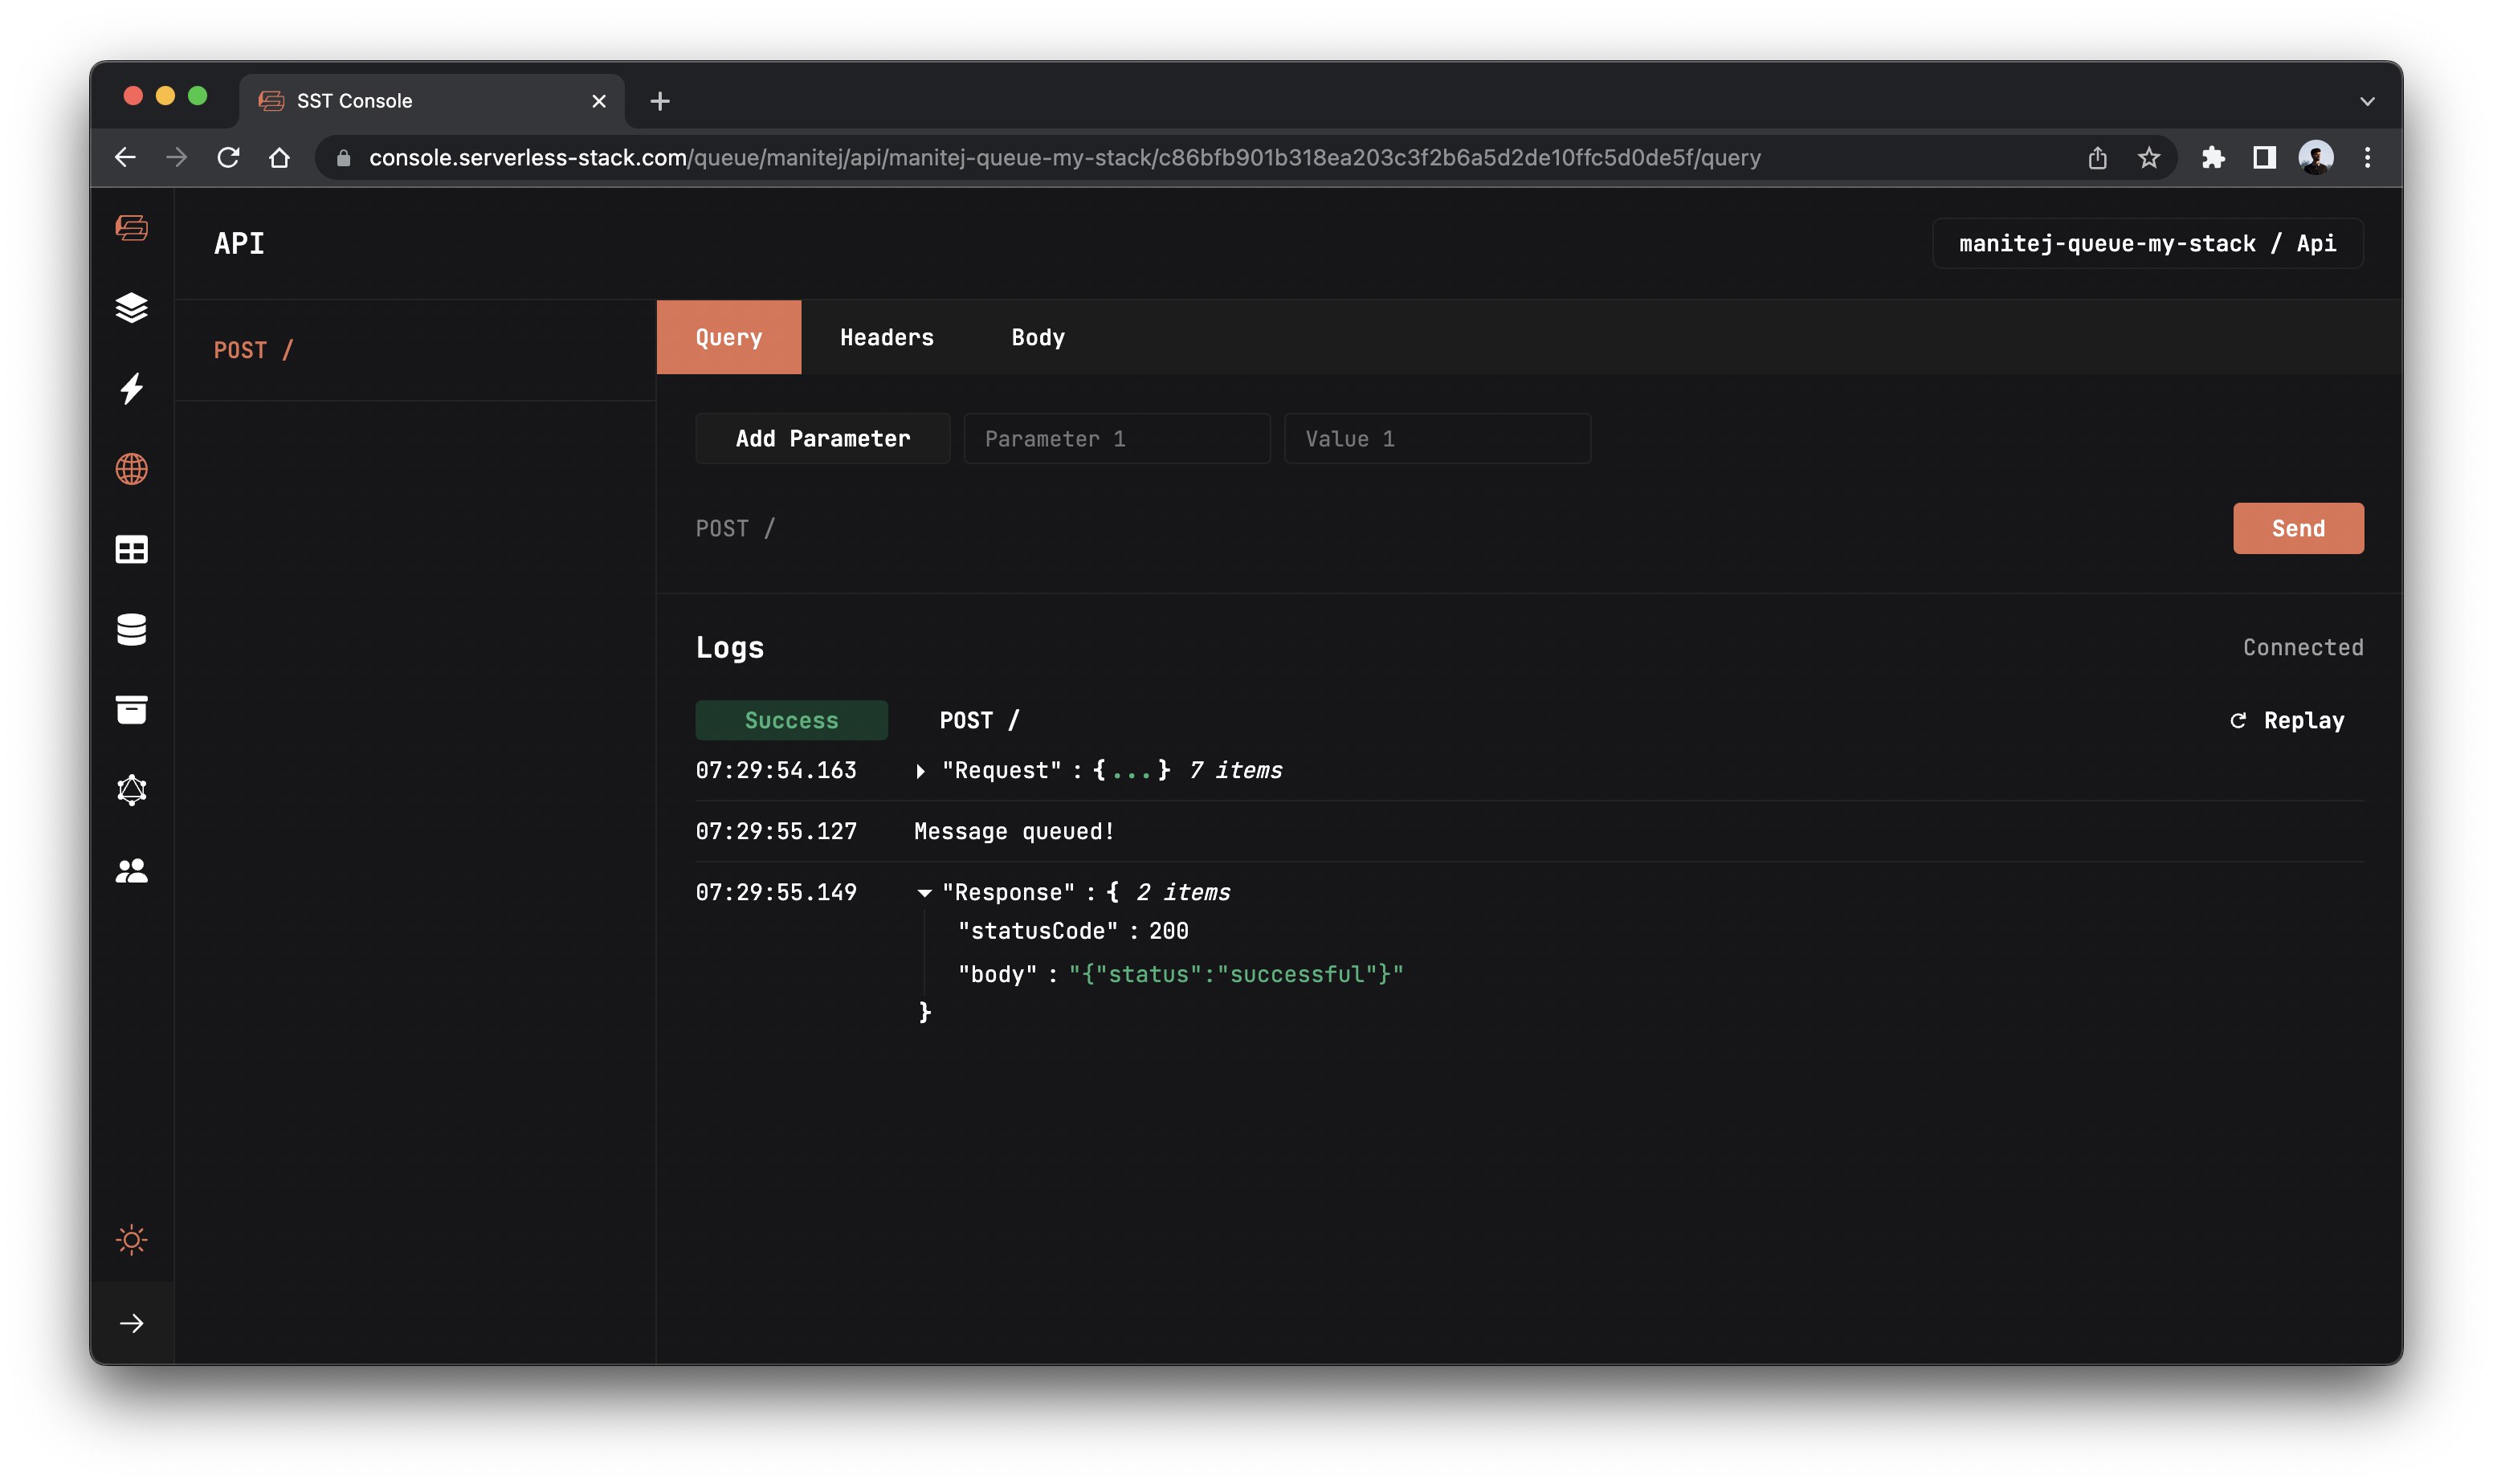 SST Console
console.serverless-stack.com/queue/manitej/api/manitej-queue-my-stack/c86bfb901b318ea203c3f2b6a5d2de10ffc5d0de5f/query
API
manitej-queue-my-stack / Api
POST /
Query Headers Body
Add Parameter Parameter 1 Value 1
POST / Send
Logs Connected
Success POST / Replay
07:29:54.163 "Request" : {...} 7 items
07:29:55.127 Message queued!
07:29:55.149 "Response" : { 2 items
"statusCode" : 200
"body" : "{"status":"successful"}"
}